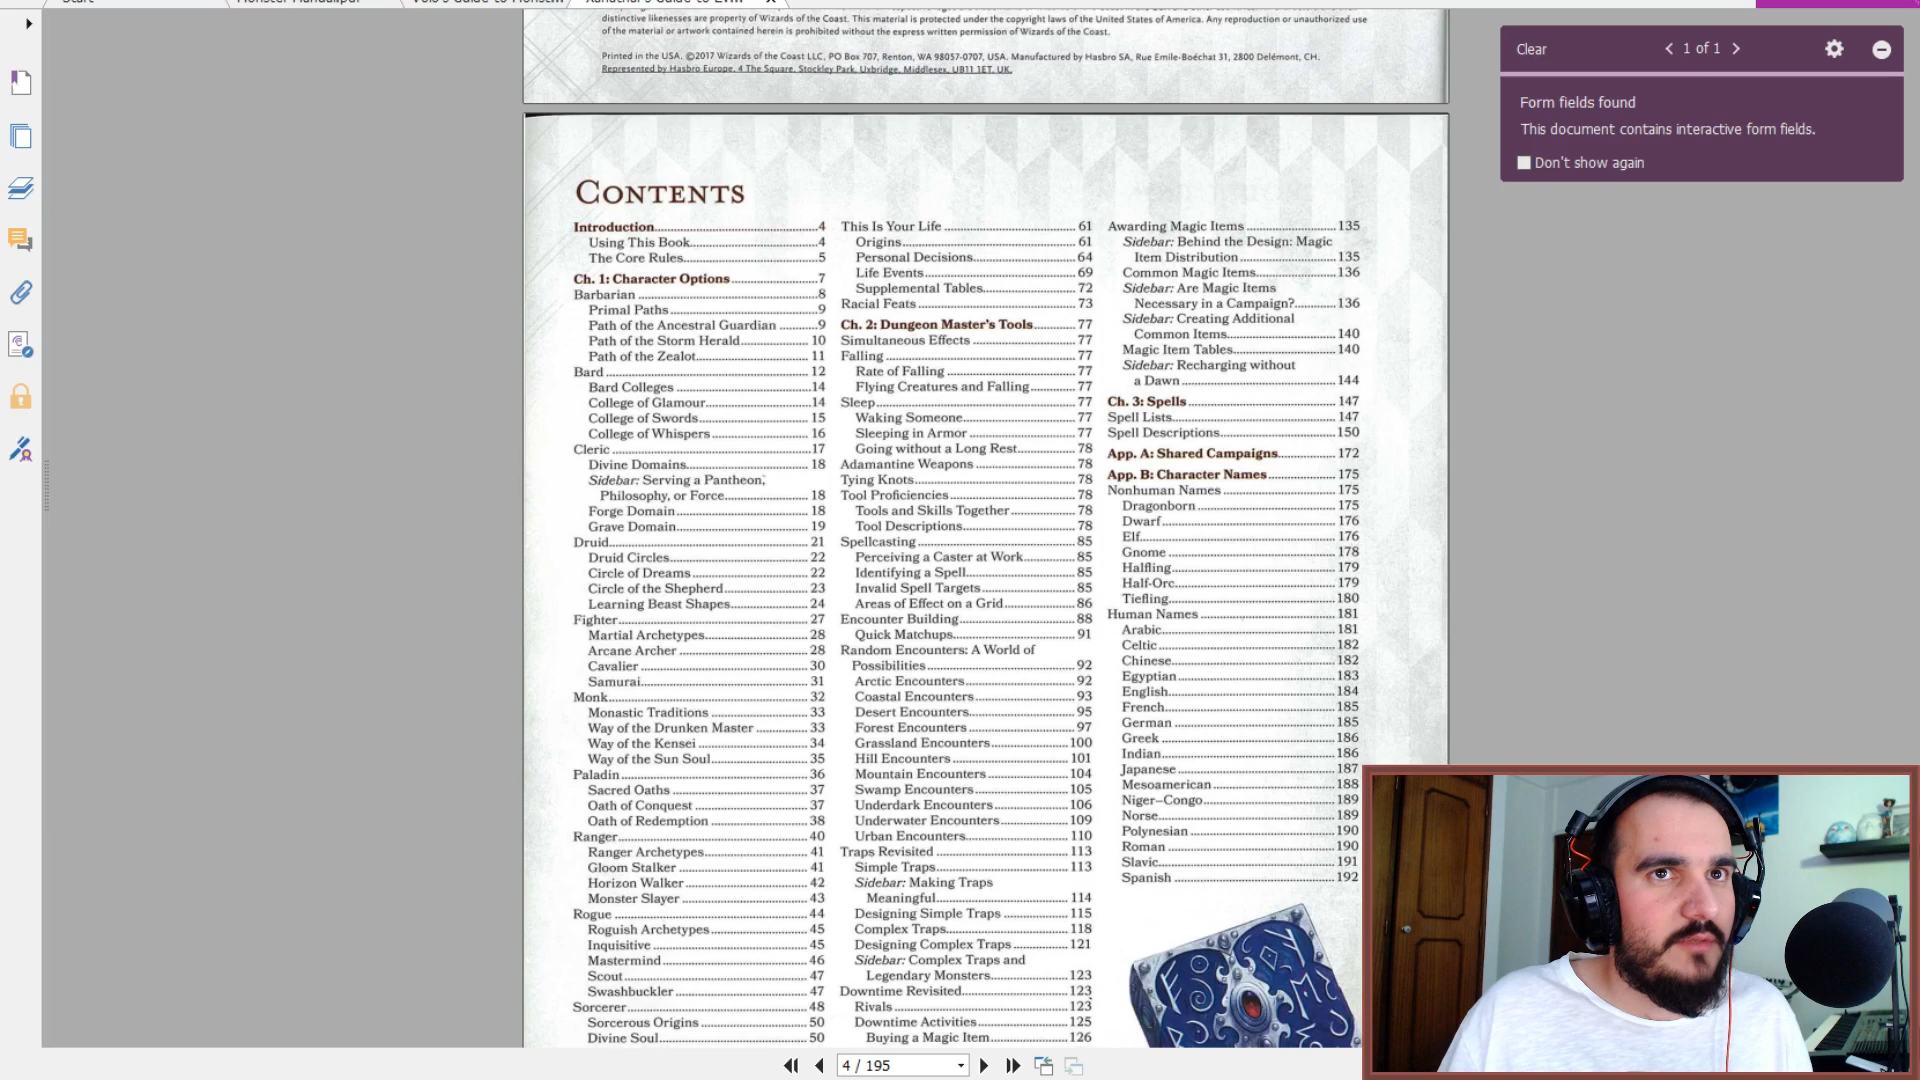 Start
Monster Manual.pdf
Volo's Guide to Monst...
Xanathar's Guide to Ev...
distinctive likenesses are property of Wizards of the Coast. This material is protected under the copyright laws of the United States of America. Any reproduction or unauthorized use
of the material or artwork contained herein is prohibited without the express written permission of Wizards of the Coast.
Printed in the USA. ©2017 Wizards of the Coast LLC, PO Box 707, Renton, WA 98057-0707, USA. Manufactured by Hasbro SA, Rue Emile-Boéchat 31, 2800 Delémont, CH.
Represented by Hasbro Europe, 4 The Square, Stockley Park, Uxbridge, Middlesex, UB11 1ET, UK.
CONTENTS
Introduction 4
Using This Book 4
The Core Rules 5
Ch. 1: Character Options 7
Barbarian 8
Primal Paths 9
Path of the Ancestral Guardian 9
Path of the Storm Herald 10
Path of the Zealot 11
Bard 12
Bard Colleges 14
College of Glamour 14
College of Swords 15
College of Whispers 16
Cleric 17
Divine Domains 18
Sidebar: Serving a Pantheon,
Philosophy, or Force 18
Forge Domain 18
Grave Domain 19
Druid 21
Druid Circles 22
Circle of Dreams 22
Circle of the Shepherd 23
Learning Beast Shapes 24
Fighter 27
Martial Archetypes 28
Arcane Archer 28
Cavalier 30
Samurai 31
Monk 32
Monastic Traditions 33
Way of the Drunken Master 33
Way of the Kensei 34
Way of the Sun Soul 35
Paladin 36
Sacred Oaths 37
Oath of Conquest 37
Oath of Redemption 38
Ranger 40
Ranger Archetypes 41
Gloom Stalker 41
Horizon Walker 42
Monster Slayer 43
Rogue 44
Roguish Archetypes 45
Inquisitive 45
Mastermind 46
Scout 47
Swashbuckler 47
Sorcerer 48
Sorcerous Origins 50
Divine Soul 50
This Is Your Life 61
Origins 61
Personal Decisions 64
Life Events 69
Supplemental Tables 72
Racial Feats 73
Ch. 2: Dungeon Master's Tools 77
Simultaneous Effects 77
Falling 77
Rate of Falling 77
Flying Creatures and Falling 77
Sleep 77
Waking Someone 77
Sleeping in Armor 77
Going without a Long Rest 78
Adamantine Weapons 78
Tying Knots 78
Tool Proficiencies 78
Tools and Skills Together 78
Tool Descriptions 78
Spellcasting 85
Perceiving a Caster at Work 85
Identifying a Spell 85
Invalid Spell Targets 85
Areas of Effect on a Grid 86
Encounter Building 88
Quick Matchups 91
Random Encounters: A World of
Possibilities 92
Arctic Encounters 92
Coastal Encounters 93
Desert Encounters 95
Forest Encounters 97
Grassland Encounters 100
Hill Encounters 101
Mountain Encounters 104
Swamp Encounters 105
Underdark Encounters 106
Underwater Encounters 109
Urban Encounters 110
Traps Revisited 113
Simple Traps 113
Sidebar: Making Traps
Meaningful 114
Designing Simple Traps 115
Complex Traps 118
Designing Complex Traps 121
Sidebar: Complex Traps and
Legendary Monsters 123
Downtime Revisited 123
Rivals 123
Downtime Activities 125
Buying a Magic Item 126
Awarding Magic Items 135
Sidebar: Behind the Design: Magic
Item Distribution 135
Common Magic Items 136
Sidebar: Are Magic Items
Necessary in a Campaign? 136
Sidebar: Creating Additional
Common Items 140
Magic Item Tables 140
Sidebar: Recharging without
a Dawn 144
Ch. 3: Spells 147
Spell Lists 147
Spell Descriptions 150
App. A: Shared Campaigns 172
App. B: Character Names 175
Nonhuman Names 175
Dragonborn 175
Dwarf 176
Elf 176
Gnome 178
Halfling 179
Half-Orc 179
Tiefling 180
Human Names 181
Arabic 181
Celtic 182
Chinese 182
Egyptian 183
English 184
French 185
German 185
Greek 186
Indian 186
Japanese 187
Mesoamerican 188
Niger–Congo 189
Norse 189
Polynesian 190
Roman 190
Slavic 191
Spanish 192
Clear
1 of 1
Form fields found
This document contains interactive form fields.
Don't show again
4 / 195